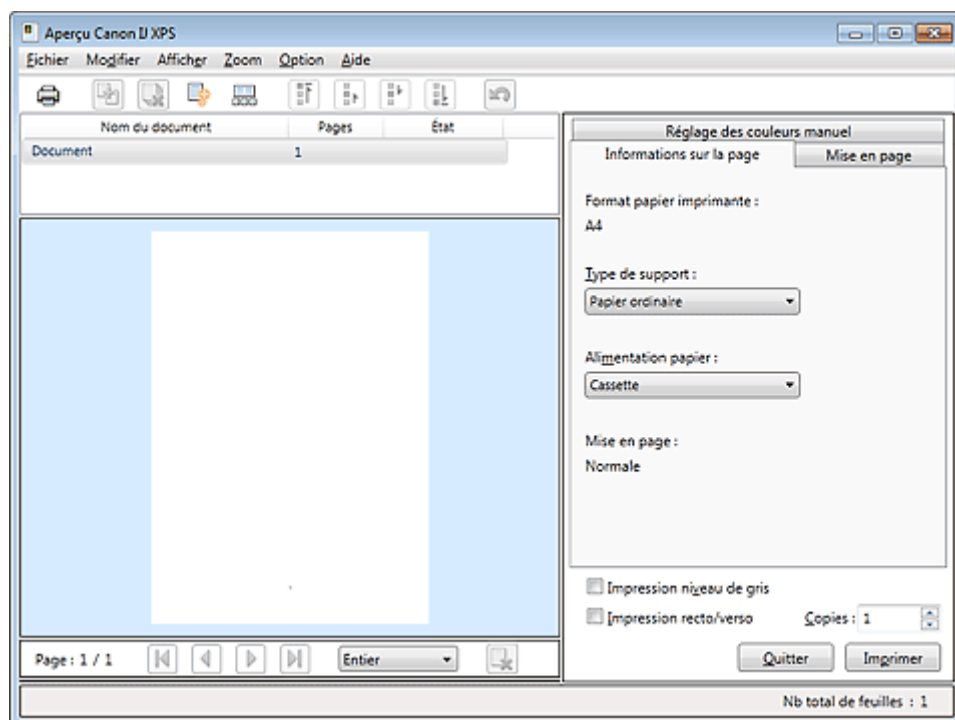 Aperçu Canon IJ XPS
Fichier Modifier Afficher Zoom Option Aide
Nom du document Pages État
Document 1
Réglage des couleurs manuel
Informations sur la page Mise en page
Format papier imprimante :
A4
Type de support :
Papier ordinaire
Alimentation papier :
Cassette
Mise en page :
Normale
Impression niveau de gris
Impression recto/verso Copies : 1
Page : 1 / 1 Entier Quitter Imprimer
Nb total de feuilles : 1